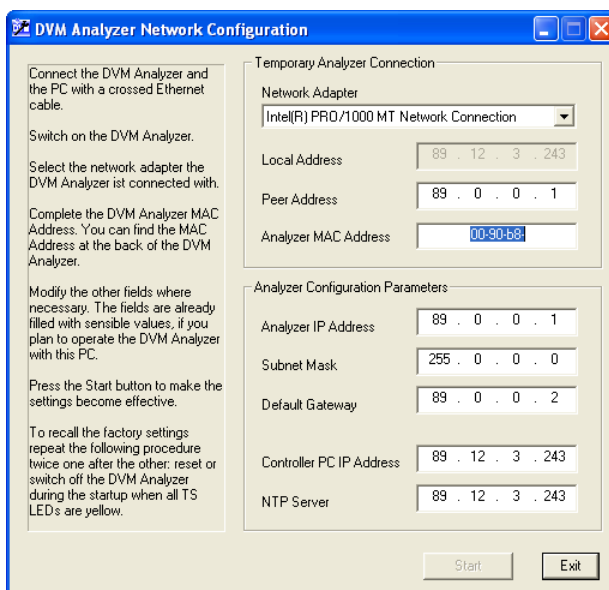 DVM Analyzer Network Configuration
Connect the DVM Analyzer and
the PC with a crossed Ethernet
cable.
Switch on the DVM Analyzer.
Select the network adapter the
DVM Analyzer ist connected with.
Complete the DVM Analyzer MAC
Address. You can find the MAC
Address at the back of the DVM
Analyzer.
Modify the other fields where
necessary. The fields are already
filled with sensible values, if you
plan to operate the DVM Analyzer
with this PC.
Press the Start button to make the
settings become effective.
To recall the factory settings
repeat the following procedure
twice one after the other: reset or
switch off the DVM Analyzer
during the startup when all TS
LEDs are yellow.
Temporary Analyzer Connection
Network Adapter
Intel(R) PRO/1000 MT Network Connection
Local Address 89 . 12 . 3 . 243
Peer Address 89 . 0 . 0 . 1
Analyzer MAC Address 00-90-b8-
Analyzer Configuration Parameters
Analyzer IP Address 89 . 0 . 0 . 1
Subnet Mask 255 . 0 . 0 . 0
Default Gateway 89 . 0 . 0 . 2
Controller PC IP Address 89 . 12 . 3 . 243
NTP Server 89 . 12 . 3 . 243
Start Exit